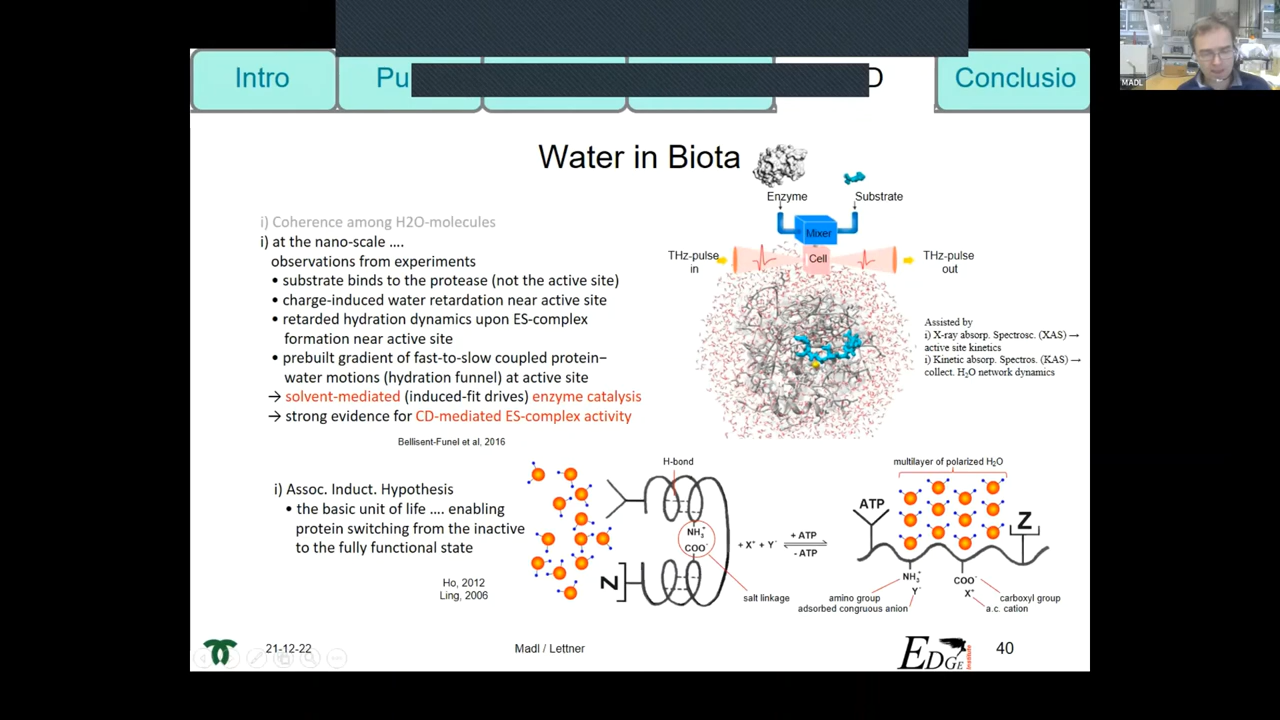 Intro
Pu
D
Conclusio
MADL
Water in Biota
Enzyme
Substrate
Mixer
THz-pulse
in
Cell
THz-pulse
out
i) Coherence among H2O-molecules
i) at the nano-scale ....
observations from experiments
• substrate binds to the protease (not the active site)
• charge-induced water retardation near active site
• retarded hydration dynamics upon ES-complex
formation near active site
• prebuilt gradient of fast-to-slow coupled protein–
water motions (hydration funnel) at active site
→ solvent-mediated (induced-fit drives) enzyme catalysis
→ strong evidence for CD-mediated ES-complex activity
Bellisent-Funel et al, 2016
Assisted by
i) X-ray absorp. Spectrosc. (XAS) →
active site kinetics
i) Kinetic absorp. Spectros. (KAS) →
collect. H2O network dynamics
i) Assoc. Induct. Hypothesis
• the basic unit of life .... enabling
protein switching from the inactive
to the fully functional state
Ho, 2012
Ling, 2006
H-bond
NH3+
COO-
N
salt linkage
+ X+ + Y-
+ ATP
- ATP
multilayer of polarized H2O
ATP
Z
NH3+
Y-
COO-
X+
amino group
adsorbed congruous anion
carboxyl group
a.c. cation
21-12-22
Madl / Lettner
EDGE
Institute
40